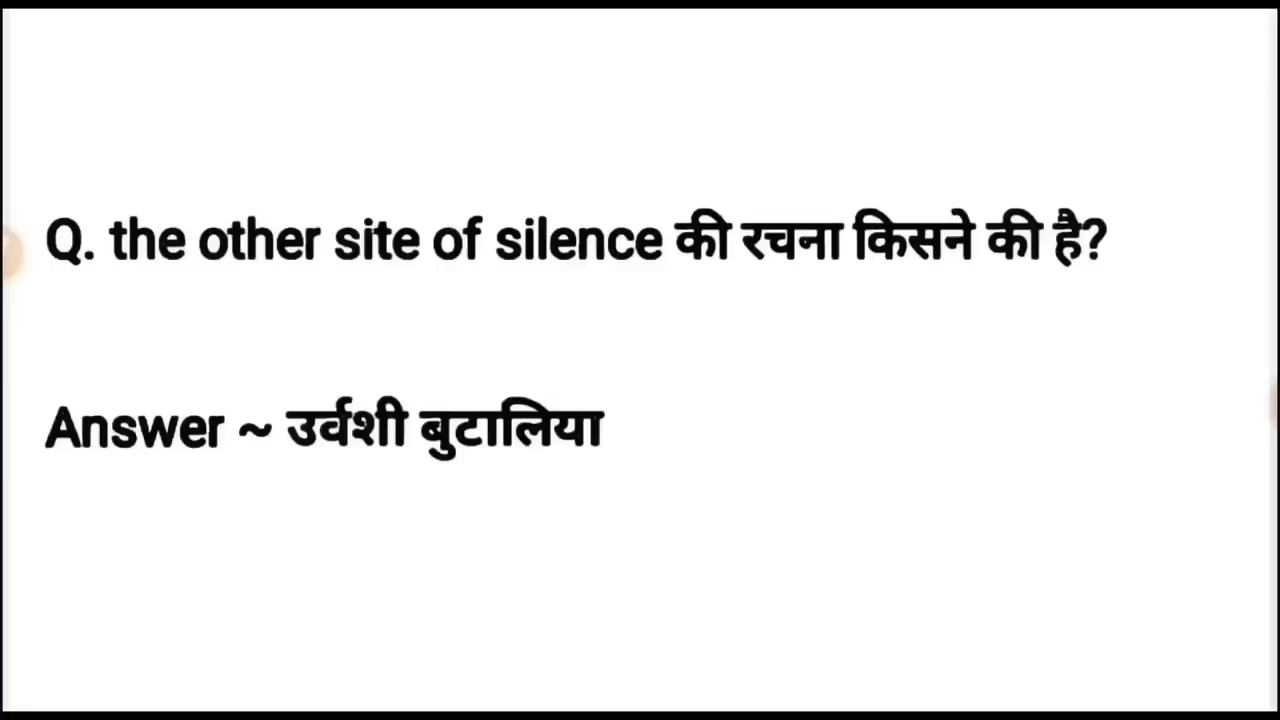 Q. the other site of silence की रचना किसने की है?
Answer ~ उर्वशी बुटालिया